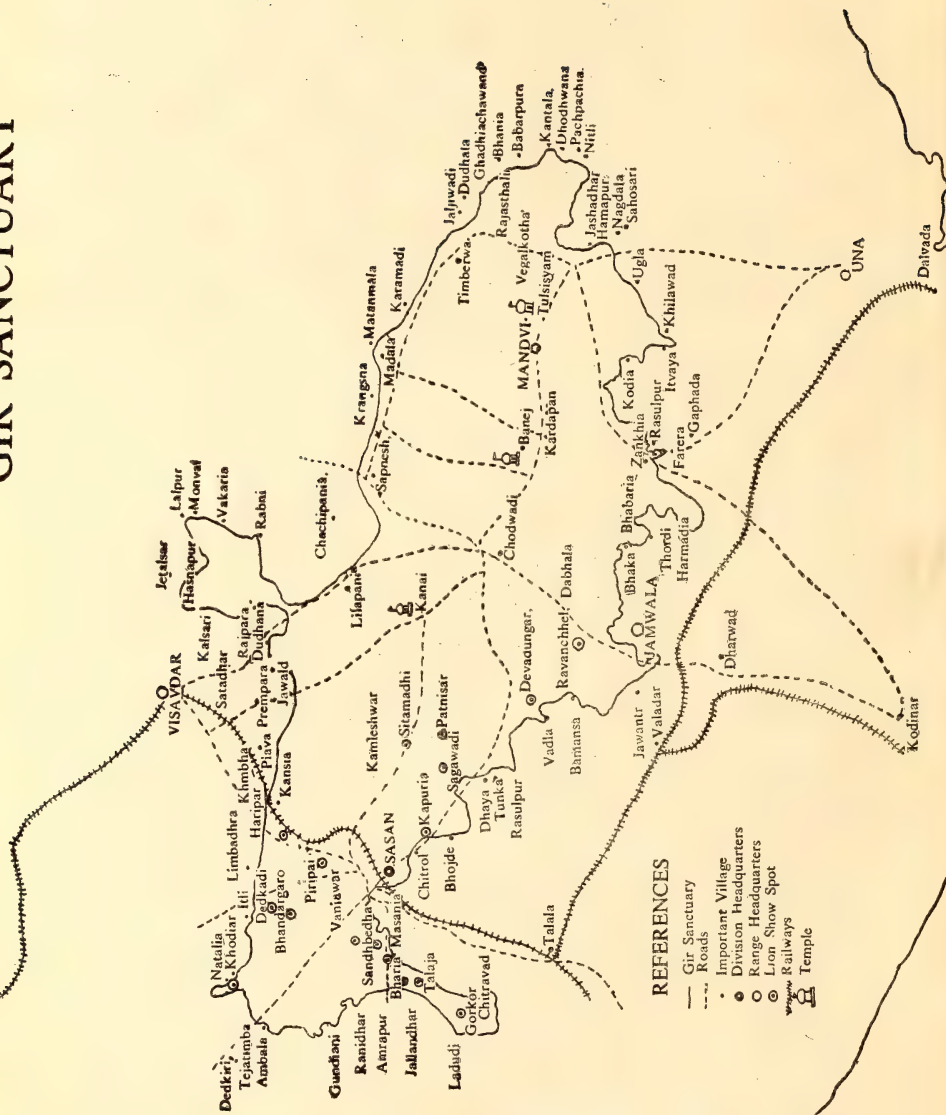 GIR SANCTUARY
VISAVDAR
Jetalsar
Hasnapur
Lalpur
Monval
Vakaria
Rabni
Kalsari
Satadhar
Rajpara
Dudhana
Prempara
Jawald
Khmbha
Piava
Haripar
Kansia
Limbadhra
Iti
Dedkadi
Bhandargaro
Piripai
Vaniawar
Natalia
Khodiar
Dedkiri
Tejatimba
Ambala
Gundiani
Ranidhar
Amrapur
Jallandhar
Ladudi
Sandhbedha
Bharia
Masania
Talaja
Gorkor
Chitravad
SASAN
Chitrol
Kapuria
Bhojde
Kamleshwar
Sitamadhi
Patnisar
Sagawadi
Dhaya
Tunka
Rasulpur
Chachipania
Lilapani
Kanai
Krangsna
Sapnesh
Matanmala
Madala
Karamadi
Timberwa
Jaljiwadi
Dudhala
Ghadhiachawand
Bhania
Babarpura
Rajasthali
Kantala,
Dhodhwana
Pachpachia.
Nitli
Vegalkotha
MANDVI
Tulsisyam
Jashadhar
Hamapur
Nagdala
Sahosari
Banej
Kardapan
Chodwadi
Devadungar,
Ravanchhel
Dabhala
Vadla
Bamansa
Ugla
Khilawad
Kodia
Itvaya
Zankhia
Rasulpur
Farera
Gaphada
Bhabaria
Bhaka
Thordi
Harmadia
JAMWALA
Jawantr
Valadar
Dharwad
UNA
Dalvada
Kodinar
Talala
REFERENCES
Gir Sanctuary
Roads
Important Village
Division Headquarters
Range Headquarters
Lion Show Spot
Railways
Temple